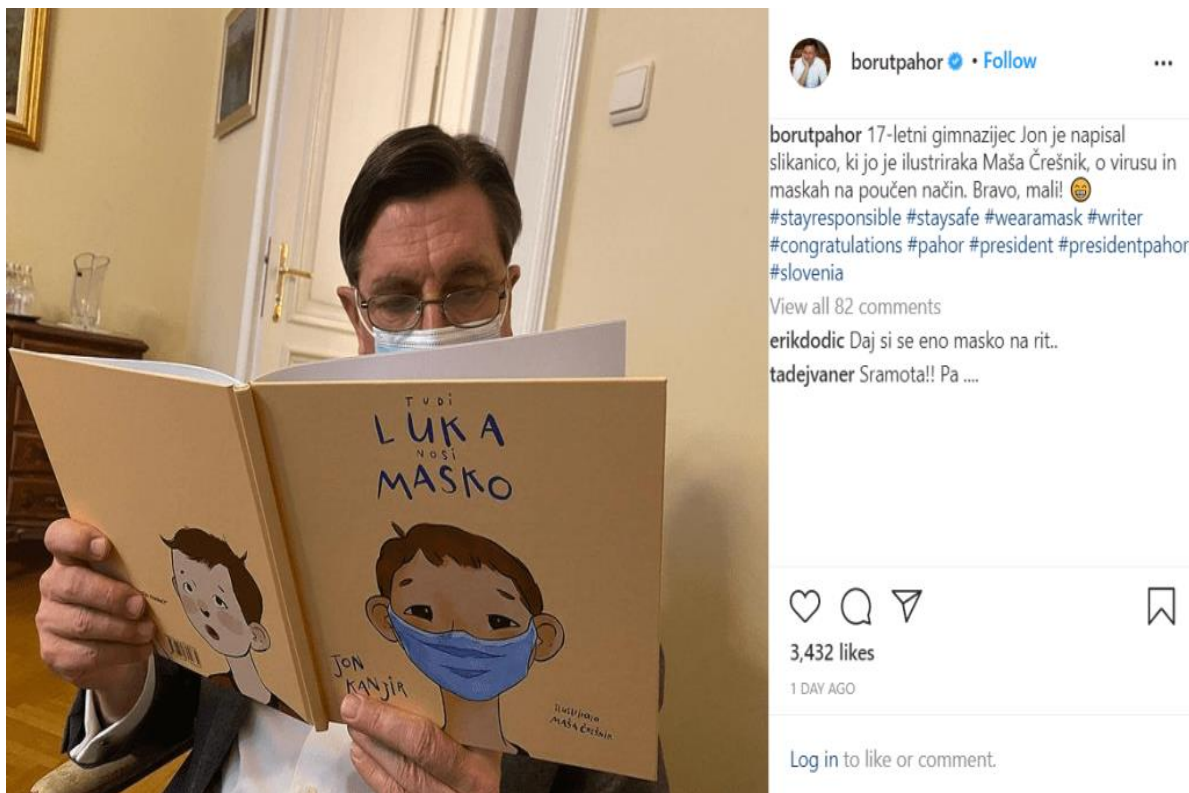 TUDI
LUKA
NOSI
MASKO
JON
KANJIR
ilustrirala
MAŠA ČREŠNIK
borutpahor • Follow
borutpahor 17-letni gimnazijec Jon je napisal
slikanico, ki jo je ilustriraka Maša Črešnik, o virusu in
maskah na poučen način. Bravo, mali! 😁
#stayresponsible #staysafe #wearamask #writer
#congratulations #pahor #president #presidentpahor
#slovenia
View all 82 comments
erikdodic Daj si se eno masko na rit..
tadejvaner Sramota!! Pa ....
3,432 likes
1 DAY AGO
Log in to like or comment.